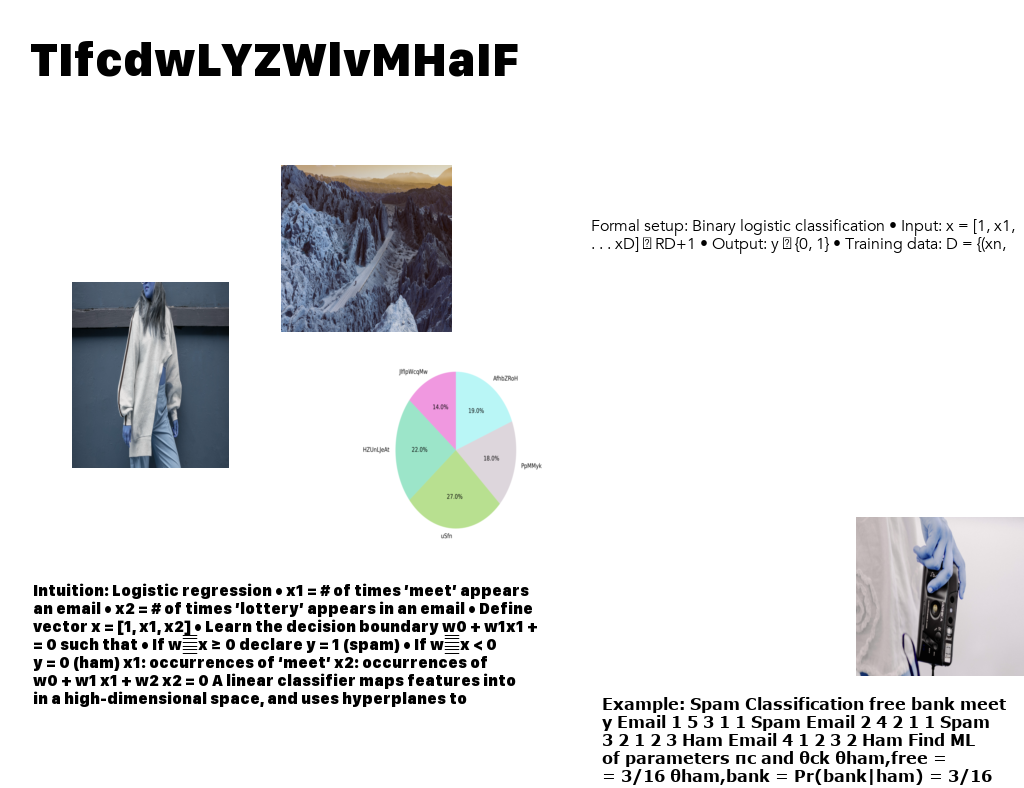 TIfcdwLYZWlvMHaIF
Formal setup: Binary logistic classification • Input: x = [1, x1,
. . . xD] RD+1 • Output: y {0, 1} • Training data: D = {(xn,
JfIpWcqMw
AfhbZRoH
14.0%
19.0%
HZUnLJeAt
22.0%
18.0%
PpMMyk
27.0%
uSfn
Intuition: Logistic regression • x1 = # of times ’meet’ appears
an email • x2 = # of times ’lottery’ appears in an email • Define
vector x = [1, x1, x2] • Learn the decision boundary w0 + w1x1 +
= 0 such that • If w x ≥ 0 declare y = 1 (spam) • If w x < 0
y = 0 (ham) x1: occurrences of ’meet’ x2: occurrences of
w0 + w1 x1 + w2 x2 = 0 A linear classifier maps features into
in a high-dimensional space, and uses hyperplanes to
Example: Spam Classification free bank meet
y Email 1 5 3 1 1 Spam Email 2 4 2 1 1 Spam
3 2 1 2 3 Ham Email 4 1 2 3 2 Ham Find ML
of parameters πc and θck θham,free =
= 3/16 θham,bank = Pr(bank|ham) = 3/16